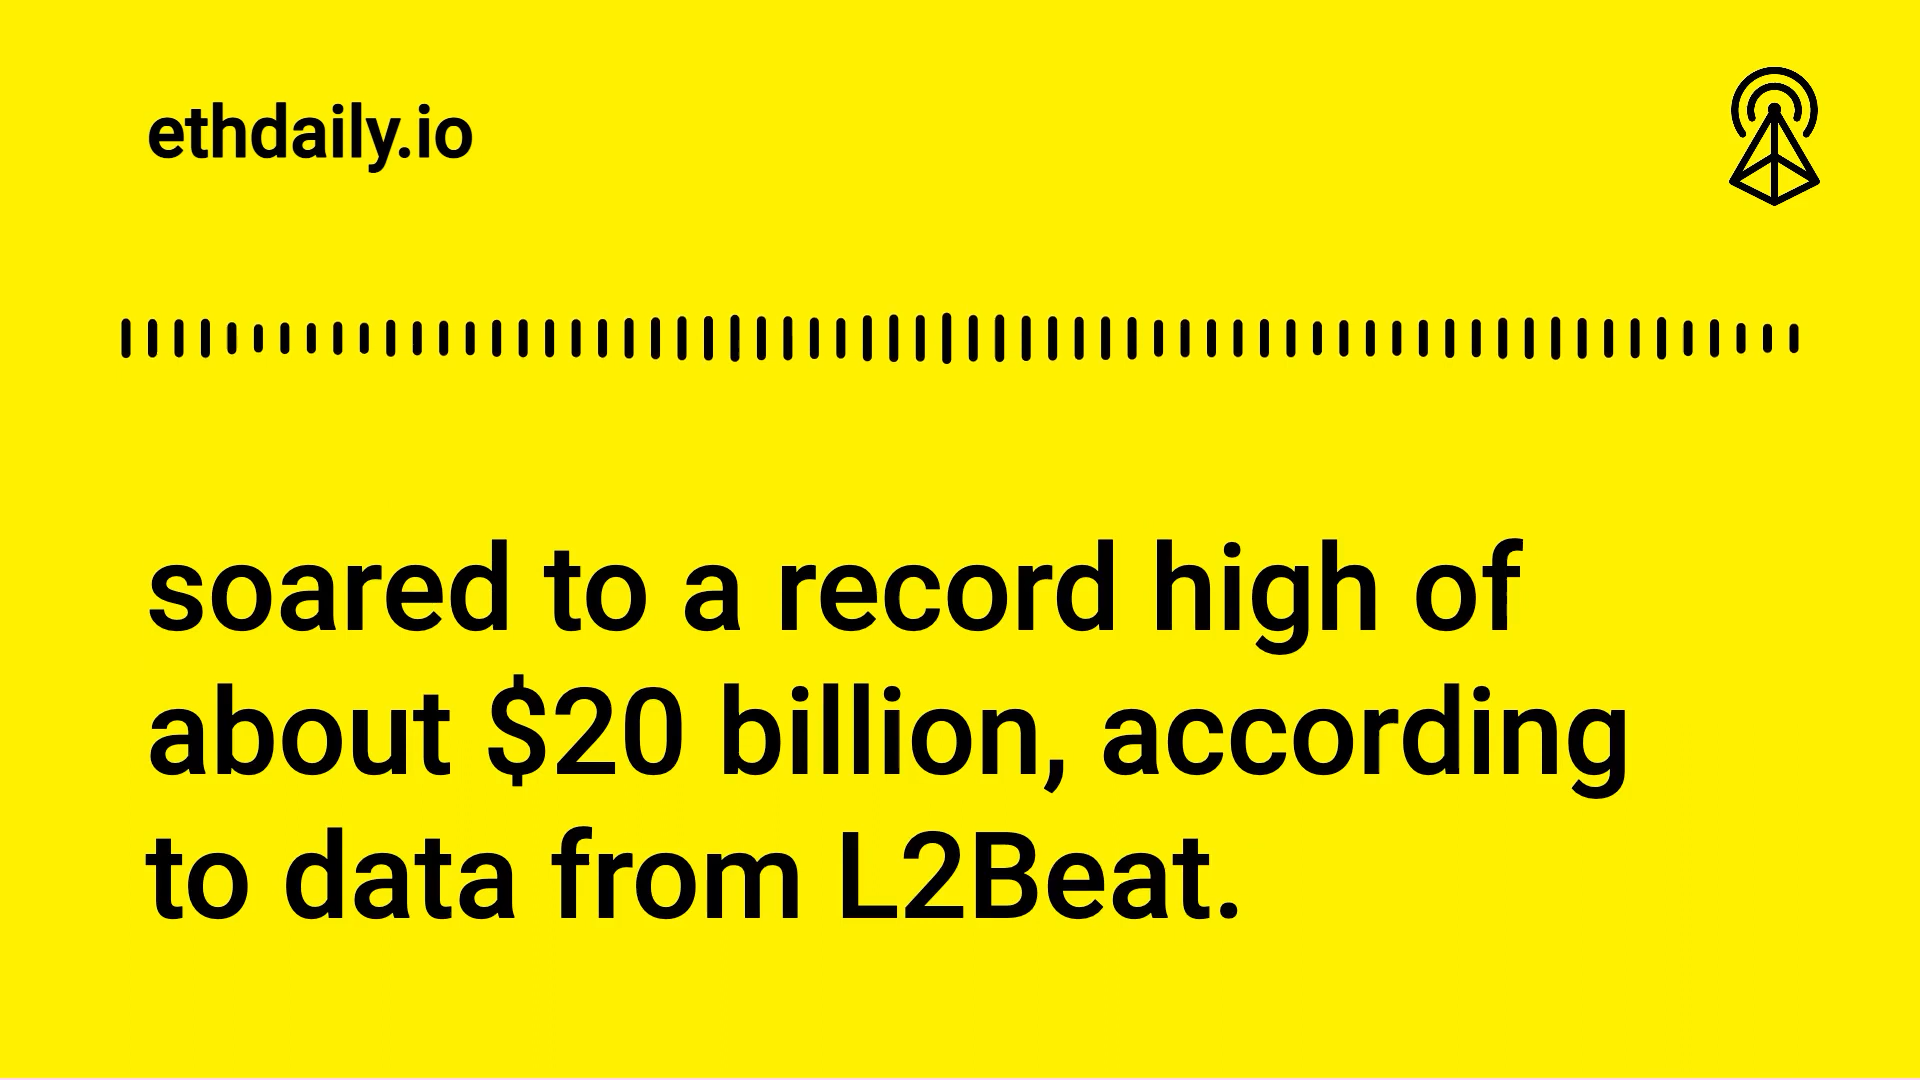 ethdaily.io
soared to a record high of
about $20 billion, according
to data from L2Beat.